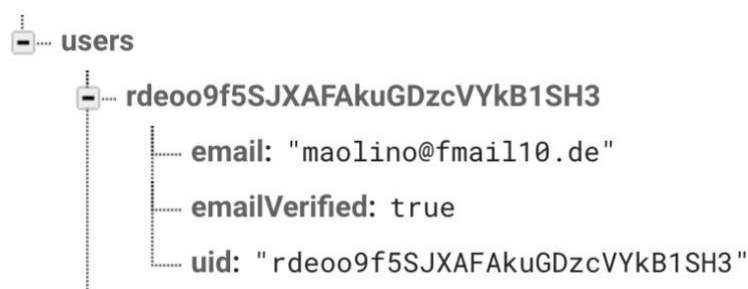 users
rdeoo9f5SJXAFAkuGDzcVYkB1SH3
email: "maolino@fmail10.de"
emailVerified: true
uid: "rdeoo9f5SJXAFAkuGDzcVYkB1SH3"